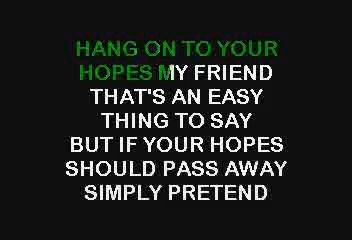 HANG ON TO YOUR
HOPES MY FRIEND
THAT'S AN EASY
THING TO SAY
BUT IF YOUR HOPES
SHOULD PASS AWAY
SIMPLY PRETEND